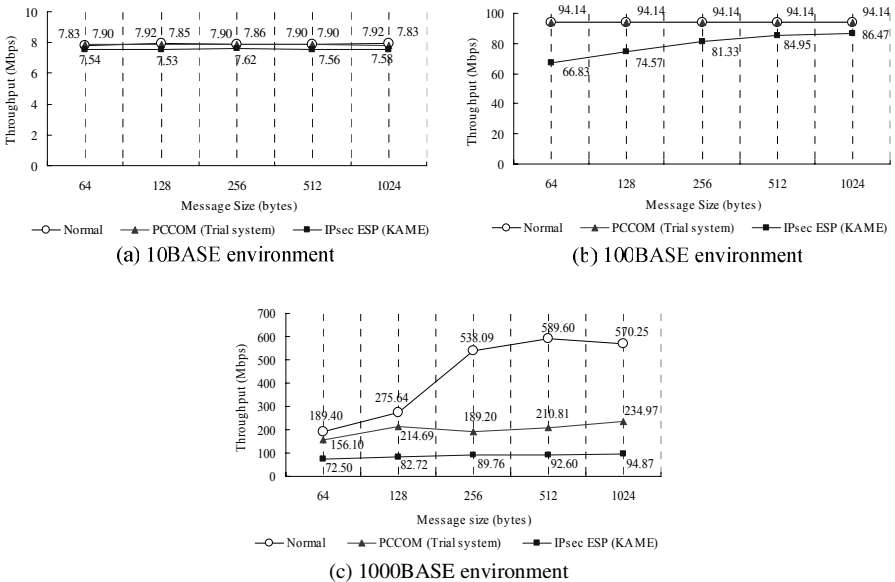 7.83 7.90 7.92 7.85 7.90 7.86 7.90 7.90 7.92 7.83
7.54 7.53 7.62 7.56 7.58
Throughput (Mbps)
10
8
6
4
2
0
64 128 256 512 1024
Message Size (bytes)
Normal PCCOM (Trial system) IPsec ESP (KAME)
(a) 10BASE environment
94.14 94.14 94.14 94.14 94.14
66.83 74.57 81.33 84.95 86.47
Throughput (Mbps)
100
80
60
40
20
0
64 128 256 512 1024
Message Size (bytes)
Normal PCCOM (Trial system) IPsec ESP (KAME)
(b) 100BASE environment
189.40 275.64 538.09 589.60 570.25
156.10 214.69 189.20 210.81 234.97
72.50 82.72 89.76 92.60 94.87
Throughput (Mbps)
700
600
500
400
300
200
100
0
64 128 256 512 1024
Message size (bytes)
Normal PCCOM (Trial system) IPsec ESP (KAME)
(c) 1000BASE environment